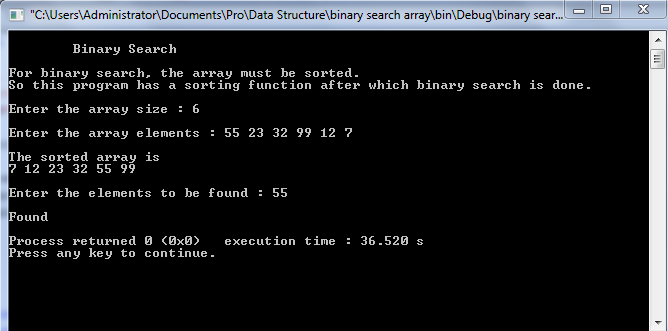 "C:\Users\Administrator\Documents\Pro\Data Structure\binary search array\bin\Debug\binary sear...
Binary Search
For binary search, the array must be sorted.
So this program has a sorting function after which binary search is done.
Enter the array size : 6
Enter the array elements : 55 23 32 99 12 7
The sorted array is
7 12 23 32 55 99
Enter the elements to be found : 55
Found
Process returned 0 (0x0)   execution time : 36.520 s
Press any key to continue.